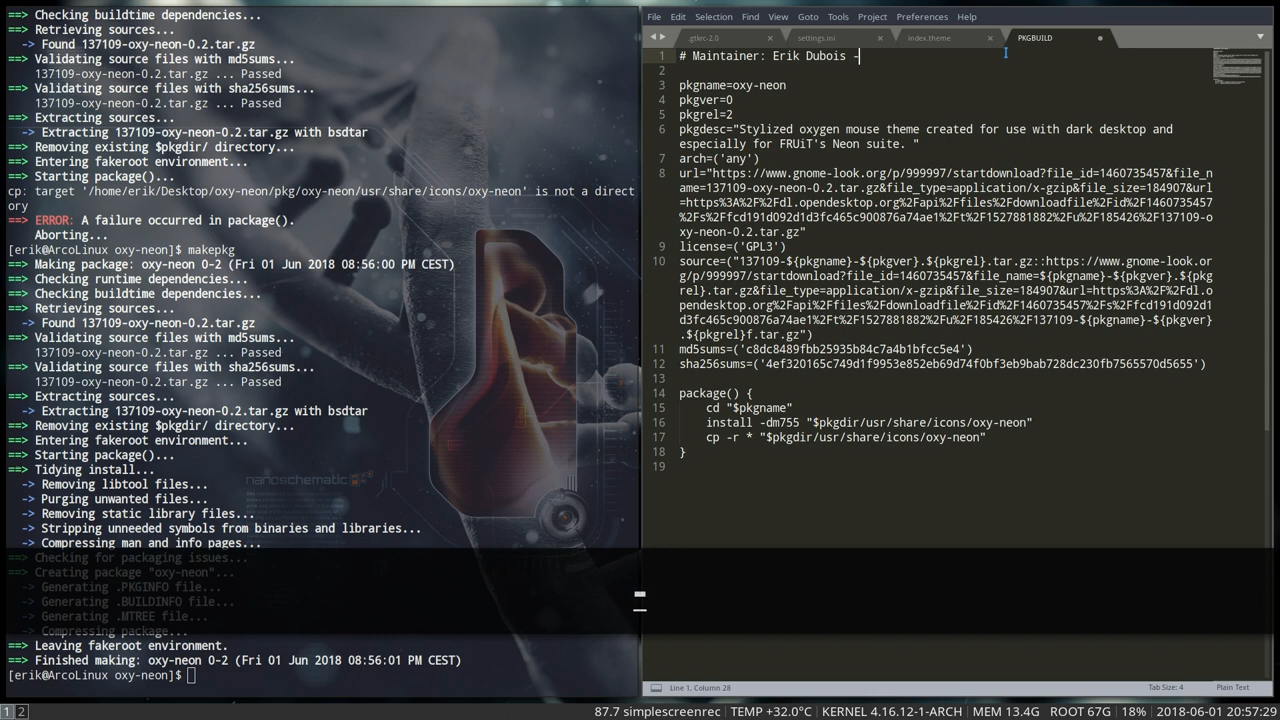 ==> Checking buildtime dependencies...
==> Retrieving sources...
-> Found 137109-oxy-neon-0.2.tar.gz
==> Validating source files with md5sums...
137109-oxy-neon-0.2.tar.gz ... Passed
==> Validating source files with sha256sums...
137109-oxy-neon-0.2.tar.gz ... Passed
==> Extracting sources...
-> Extracting 137109-oxy-neon-0.2.tar.gz with bsdtar
==> Removing existing $pkgdir/ directory...
==> Entering fakeroot environment...
==> Starting package()...
cp: target '/home/erik/Desktop/oxy-neon/pkg/oxy-neon/usr/share/icons/oxy-neon' is not a direct
ory
==> ERROR: A failure occurred in package().
Aborting...
[erik@ArcoLinux oxy-neon]$ makepkg
==> Making package: oxy-neon 0-2 (Fri 01 Jun 2018 08:56:00 PM CEST)
==> Checking runtime dependencies...
==> Checking buildtime dependencies...
==> Retrieving sources...
-> Found 137109-oxy-neon-0.2.tar.gz
==> Validating source files with md5sums...
137109-oxy-neon-0.2.tar.gz ... Passed
==> Validating source files with sha256sums...
137109-oxy-neon-0.2.tar.gz ... Passed
==> Extracting sources...
-> Extracting 137109-oxy-neon-0.2.tar.gz with bsdtar
==> Removing existing $pkgdir/ directory...
==> Entering fakeroot environment...
==> Starting package()...
==> Tidying install...
-> Removing libtool files...
-> Purging unwanted files...
-> Removing static library files...
-> Stripping unneeded symbols from binaries and libraries...
-> Compressing man and info pages...
==> Checking for packaging issues...
==> Creating package "oxy-neon"...
-> Generating .PKGINFO file...
-> Generating .BUILDINFO file...
-> Generating .MTREE file...
-> Compressing package...
==> Leaving fakeroot environment.
==> Finished making: oxy-neon 0-2 (Fri 01 Jun 2018 08:56:01 PM CEST)
[erik@ArcoLinux oxy-neon]$
nanoschematic
File Edit Selection Find View Goto Tools Project Preferences Help
.gtkrc-2.0 settings.ini index.theme PKGBUILD
1 # Maintainer: Erik Dubois -
2
3 pkgname=oxy-neon
4 pkgver=0
5 pkgrel=2
6 pkgdesc="Stylized oxygen mouse theme created for use with dark desktop and
especially for FRUiT's Neon suite. "
7 arch=('any')
8 url="https://www.gnome-look.org/p/999997/startdownload?file_id=1460735457&file_n
ame=137109-oxy-neon-0.2.tar.gz&file_type=application/x-gzip&file_size=184907&url
=https%3A%2F%2Fdl.opendesktop.org%2Fapi%2Ffiles%2Fdownloadfile%2Fid%2F1460735457
%2Fs%2Ffcd191d092d1d3fc465c900876a74ae1%2Ft%2F1527881882%2Fu%2F185426%2F137109-o
xy-neon-0.2.tar.gz"
9 license=('GPL3')
10 source=("137109-${pkgname}-${pkgver}.${pkgrel}.tar.gz::https://www.gnome-look.or
g/p/999997/startdownload?file_id=1460735457&file_name=${pkgname}-${pkgver}.${pkg
rel}.tar.gz&file_type=application/x-gzip&file_size=184907&url=https%3A%2F%2Fdl.o
pendesktop.org%2Fapi%2Ffiles%2Fdownloadfile%2Fid%2F1460735457%2Fs%2Ffcd191d092d1
d3fc465c900876a74ae1%2Ft%2F1527881882%2Fu%2F185426%2F137109-${pkgname}-${pkgver}
.${pkgrel}f.tar.gz")
11 md5sums=('c8dc8489fbb25935b84c7a4b1bfcc5e4')
12 sha256sums=('4ef320165c749d1f9953e852eb69d74f0bf3eb9bab728dc230fb7565570d5655')
13
14 package() {
15 cd "$pkgname"
16 install -dm755 "$pkgdir/usr/share/icons/oxy-neon"
17 cp -r * "$pkgdir/usr/share/icons/oxy-neon"
18 }
19
Line 1, Column 28 Tab Size: 4 Plain Text
1 2 87.7 simplescreenrec | TEMP +32.0°C | KERNEL 4.16.12-1-ARCH | MEM 13.4G ROOT 67G | 18% | 2018-06-01 20:57:29